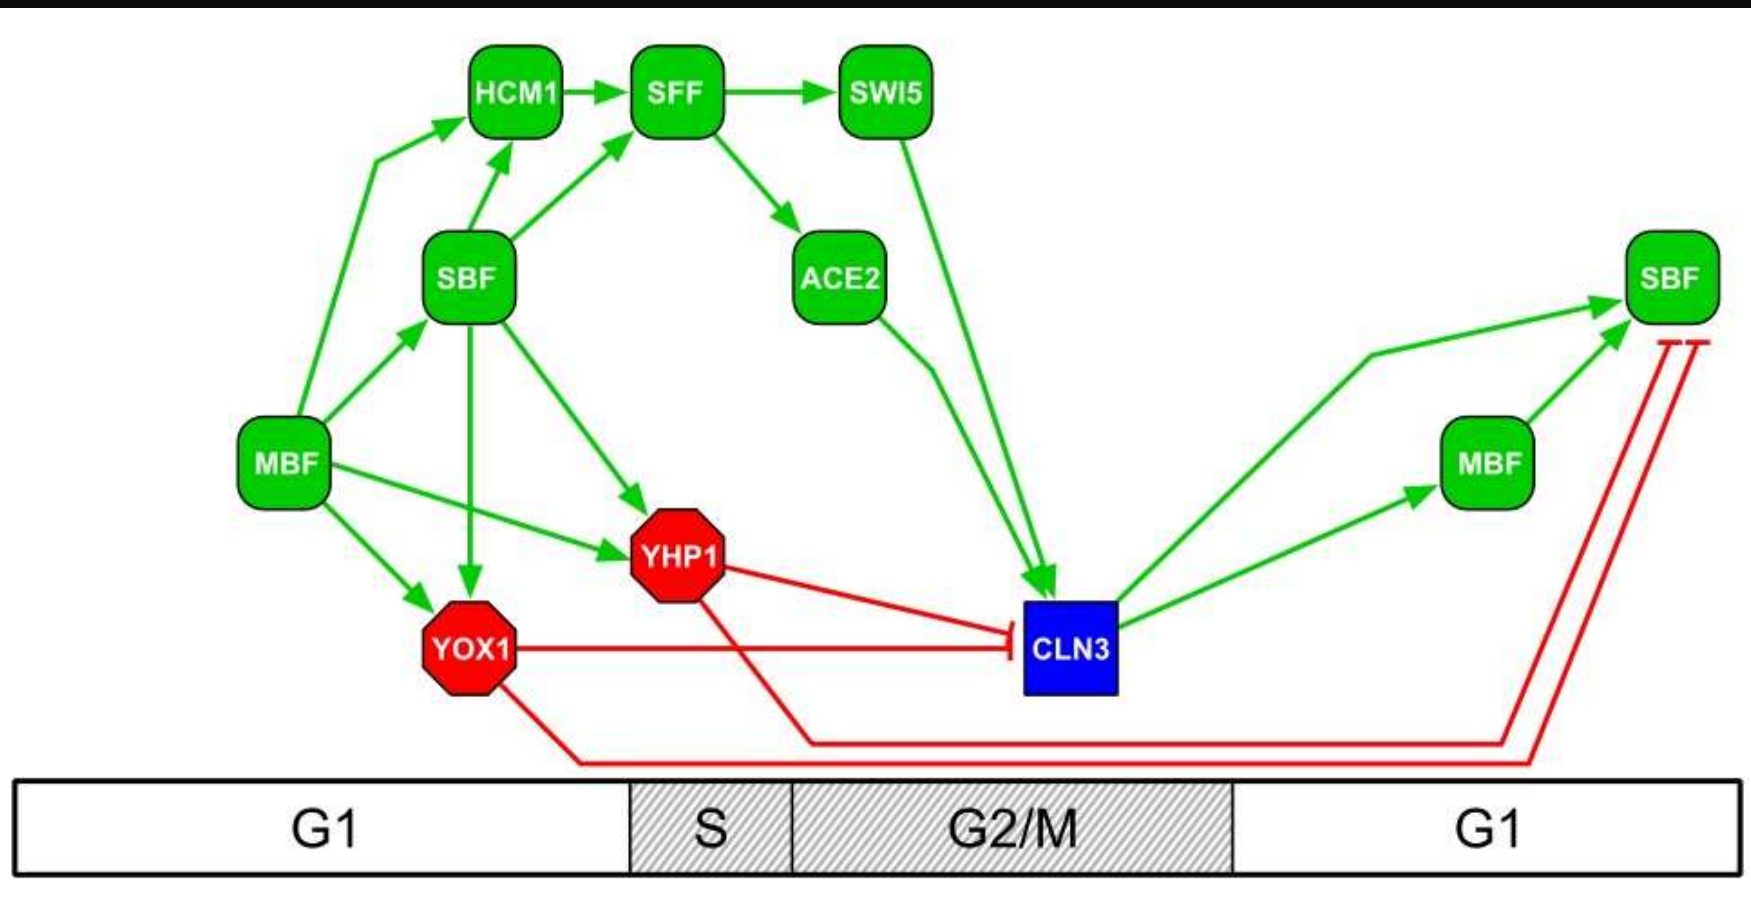 HCM1
SFF
SWI5
SBF
ACE2
SBF
MBF
MBF
YHP1
YOX1
CLN3
G1
S
G2/M
G1